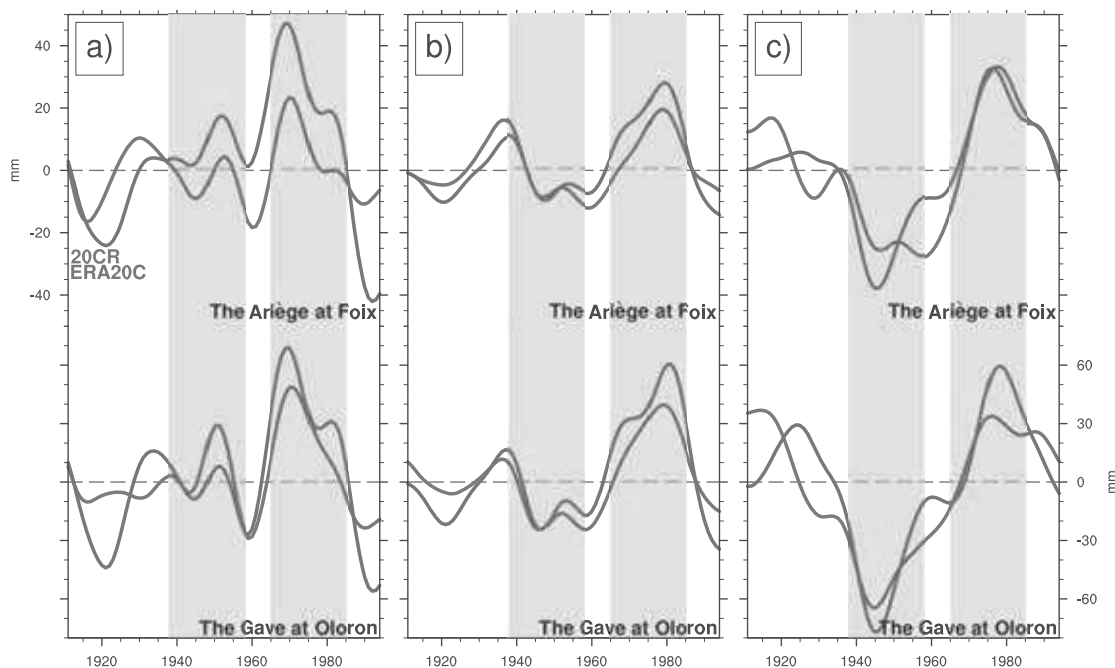 a)
b)
c)
40
20
0
-20
-40
mm
20CR
ERA20C
The Ariège at Foix
The Ariège at Foix
The Ariège at Foix
60
30
0
-30
-60
mm
The Gave at Oloron
The Gave at Oloron
The Gave at Oloron
1920 1940 1960 1980 1920 1940 1960 1980 1920 1940 1960 1980